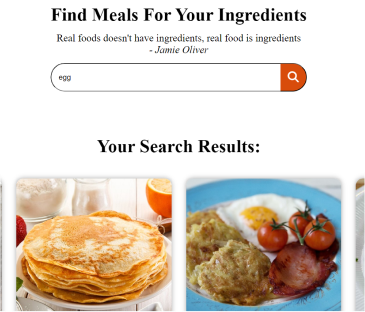 Find Meals For Your Ingredients
Real foods doesn't have ingredients, real food is ingredients
- Jamie Oliver
egg
Your Search Results: